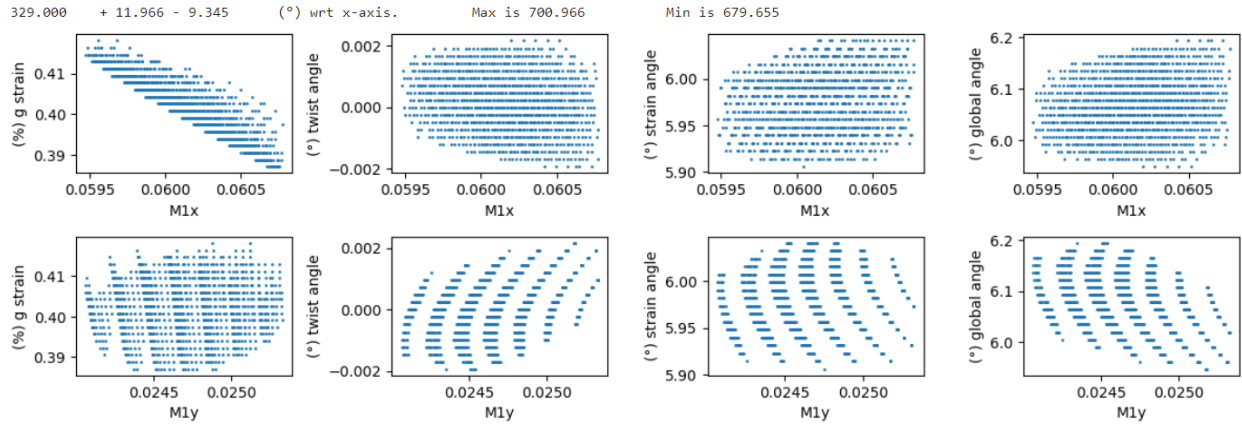 329.000 + 11.966 - 9.345 (°) wrt x-axis. Max is 700.966 Min is 679.655
(%) g strain
0.41
0.40
0.39
0.0595 0.0600 0.0605
M1x
(°) twist angle
0.002
0.000
−0.002
0.0595 0.0600 0.0605
M1x
(°) strain angle
6.00
5.95
5.90
0.0595 0.0600 0.0605
M1x
(°) global angle
6.2
6.1
6.0
0.0595 0.0600 0.0605
M1x
(%) g strain
0.41
0.40
0.39
0.0245 0.0250
M1y
(°) twist angle
0.002
0.000
−0.002
0.0245 0.0250
M1y
(°) strain angle
6.00
5.95
5.90
0.0245 0.0250
M1y
(°) global angle
6.2
6.1
6.0
0.0245 0.0250
M1y